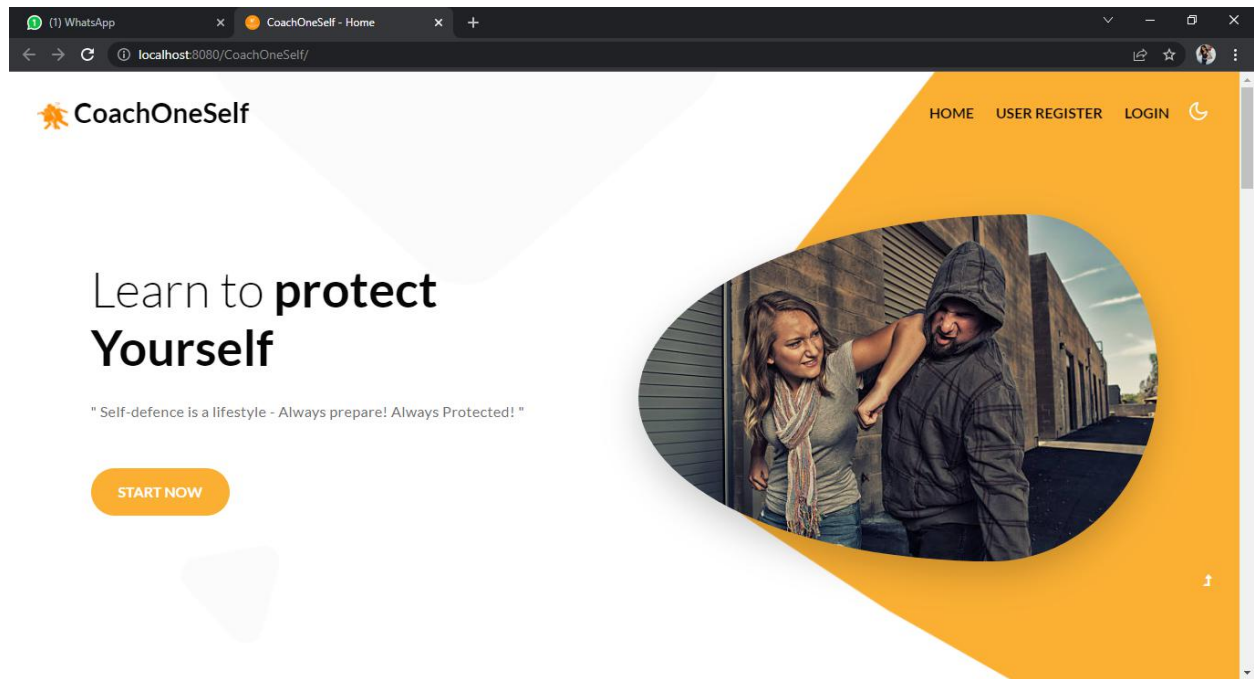 (1) WhatsApp
CoachOneSelf - Home
localhost:8080/CoachOneSelf/
CoachOneSelf
HOME USER REGISTER LOGIN
Learn to protect
Yourself
" Self-defence is a lifestyle - Always prepare! Always Protected! "
START NOW